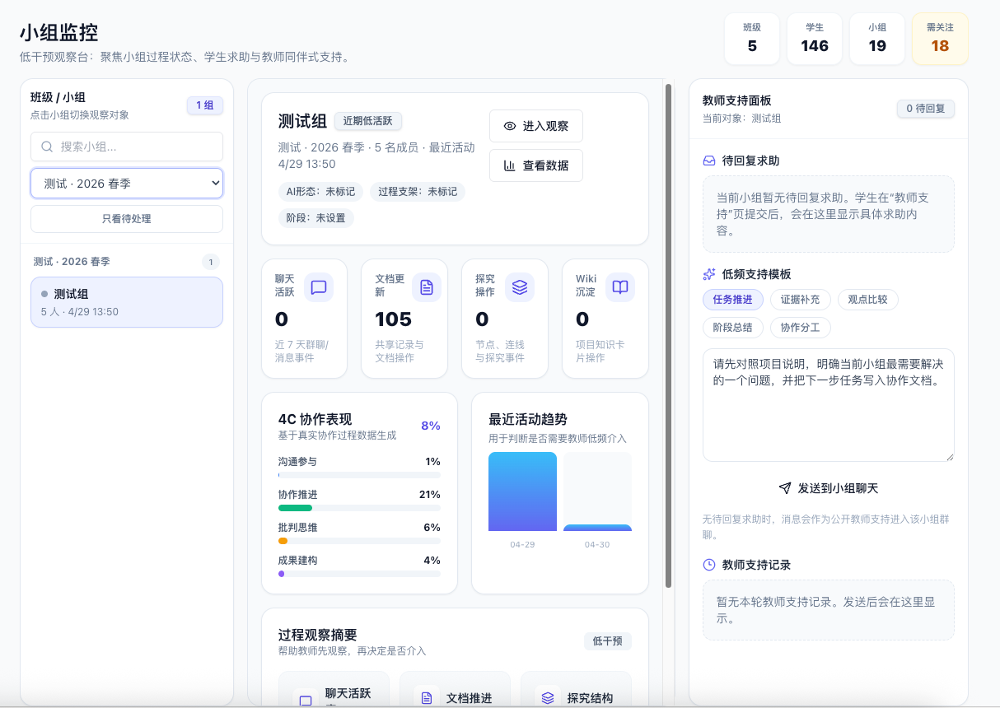 小组监控
低干预观察台：聚焦小组过程状态、学生求助与教师同伴式支持。
班级
5
学生
146
小组
19
需关注
18
班级 / 小组
点击小组切换观察对象
1 组
搜索小组...
测试 · 2026 春季
只看待处理
测试 · 2026 春季
1
测试组
5 人 · 4/29 13:50
测试组
近期低活跃
测试 · 2026 春季 · 5 名成员 · 最近活动
4/29 13:50
AI形态：未标记
过程支架：未标记
阶段：未设置
进入观察
查看数据
聊天
活跃
0
近 7 天群聊/
消息事件
文档更
新
105
共享记录与
文档操作
探究
操作
0
节点、连线
与探究事件
Wiki
沉淀
0
项目知识卡
片操作
4C 协作表现
基于真实协作过程数据生成
8%
沟通参与
1%
协作推进
21%
批判思维
6%
成果建构
4%
最近活动趋势
用于判断是否需要教师低频介入
04-29
04-30
过程观察摘要
帮助教师先观察，再决定是否介入
低干预
聊天活跃
文档推进
探究结构
教师支持面板
当前对象：测试组
0 待回复
待回复求助
当前小组暂无待回复求助。学生在“教师支
持”页提交后，会在这里显示具体求助内
容。
低频支持模板
任务推进
证据补充
观点比较
阶段总结
协作分工
请先对照项目说明，明确当前小组最需要解决
的一个问题，并把下一步任务写入协作文档。
发送到小组聊天
无待回复求助时，消息会作为公开教师支持进入该小组群
聊。
教师支持记录
暂无本轮教师支持记录。发送后会在这里显
示。